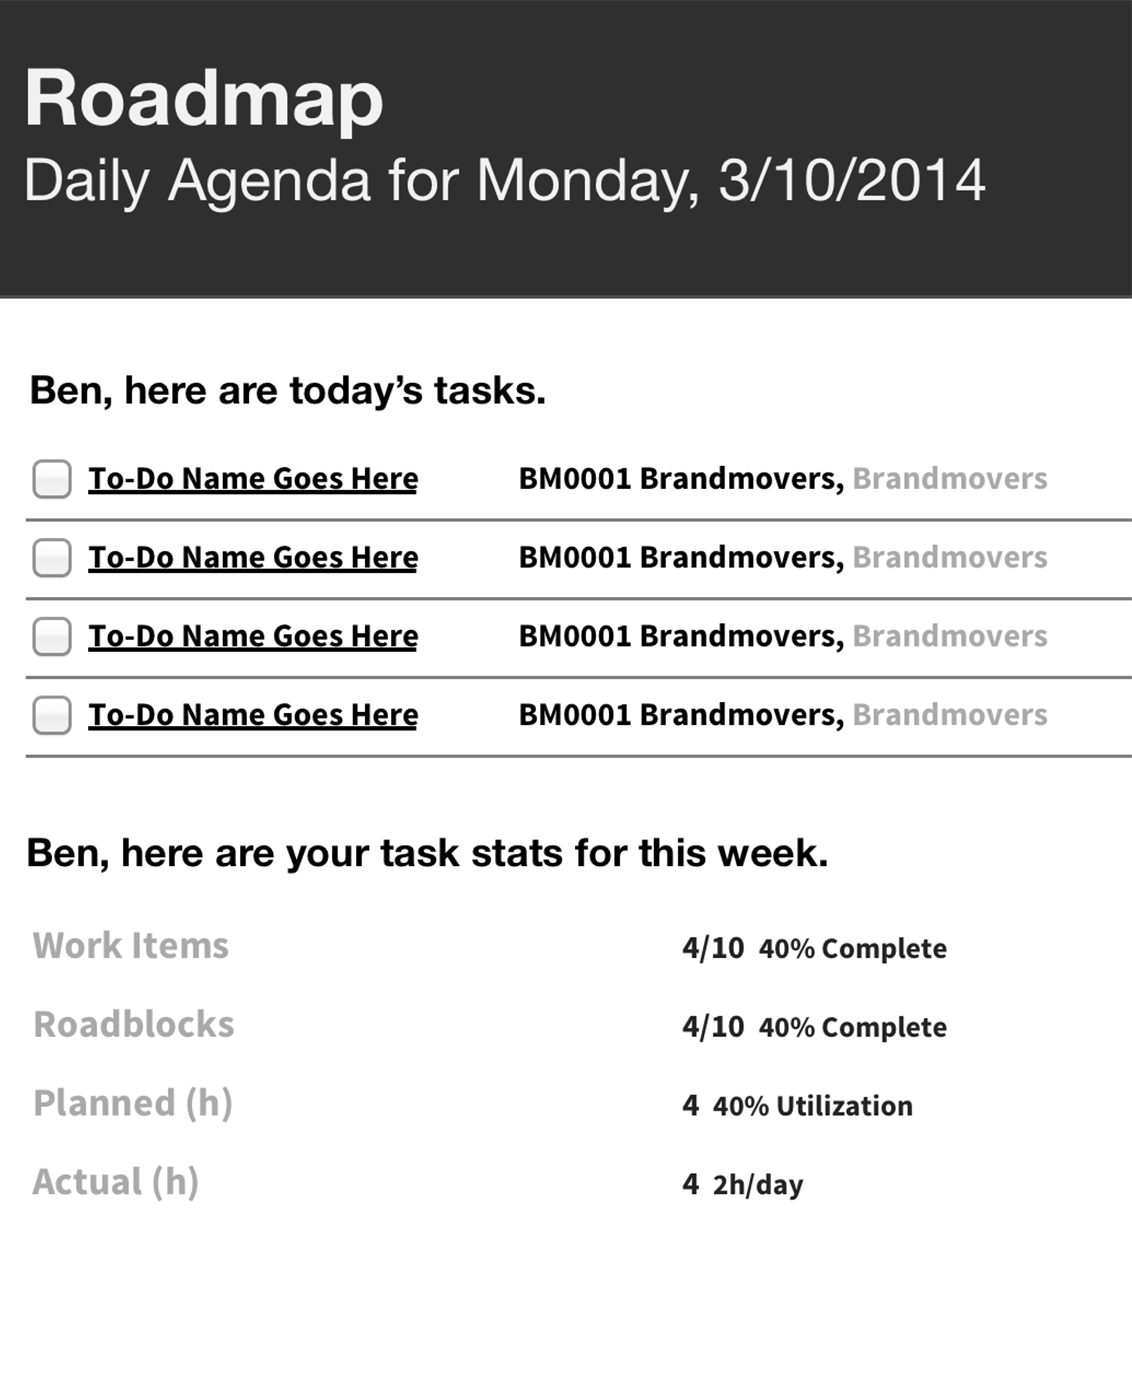 Roadmap
Daily Agenda for Monday, 3/10/2014
Ben, here are today’s tasks.
To-Do Name Goes Here BM0001 Brandmovers, Brandmovers
To-Do Name Goes Here BM0001 Brandmovers, Brandmovers
To-Do Name Goes Here BM0001 Brandmovers, Brandmovers
To-Do Name Goes Here BM0001 Brandmovers, Brandmovers
Ben, here are your task stats for this week.
Work Items 4/10 40% Complete
Roadblocks 4/10 40% Complete
Planned (h) 4 40% Utilization
Actual (h) 4 2h/day